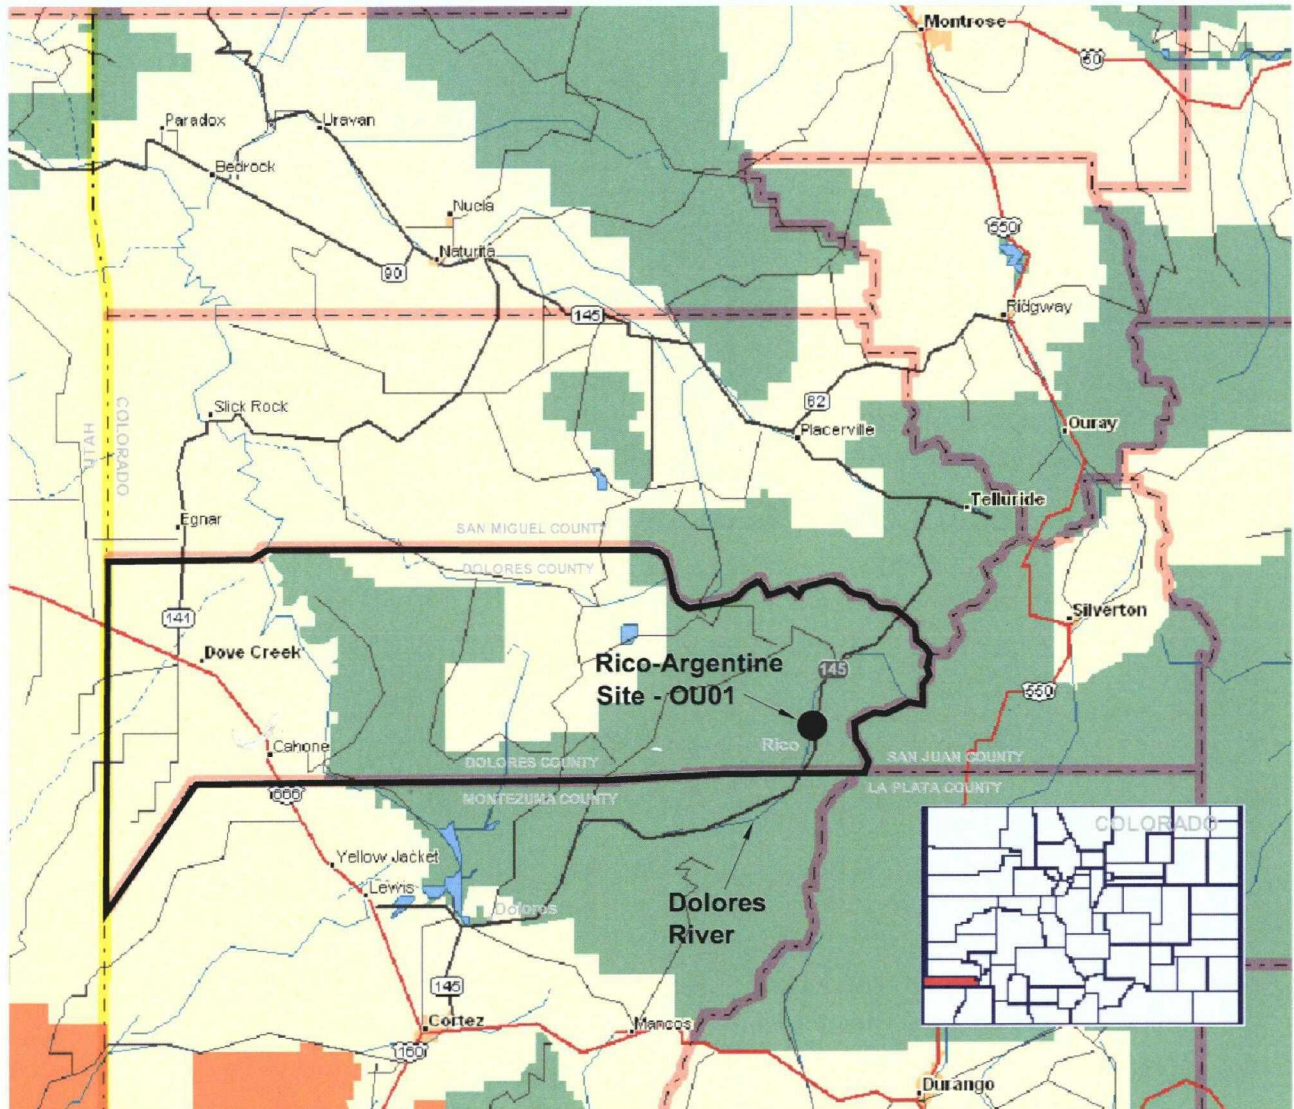 Montrose
50
Paradox
Uravan
Bedrock
Nucla
550
Naturita
90
Ridgway
145
62
Slick Rock
Placerville
Ouray
UTAH
COLORADO
Telluride
Egnar
SAN MIGUEL COUNTY
DOLORES COUNTY
141
Silverton
Dove Creek
Rico-Argentine
Site - OU01
145
550
Rico
Cahone
DOLORES COUNTY
SAN JUAN COUNTY
666
MONTEZUMA COUNTY
LA PLATA COUNTY
COLORADO
Yellow Jacket
Lewis
Dolores
Dolores
River
145
Cortez
Mancos
160
Durango